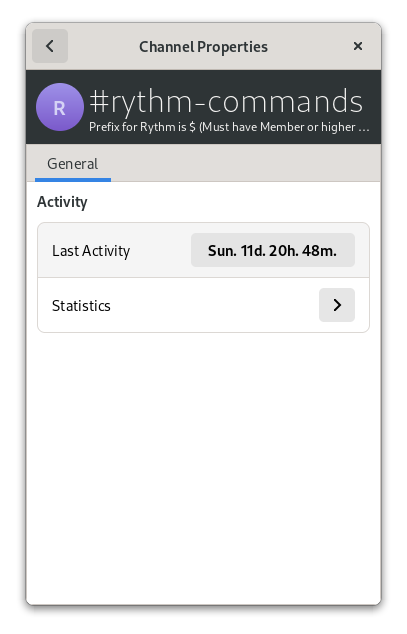 Channel Properties
R
#rythm-commands
Prefix for Rythm is $ (Must have Member or higher ...
General
Activity
Last Activity
Sun. 11d. 20h. 48m.
Statistics